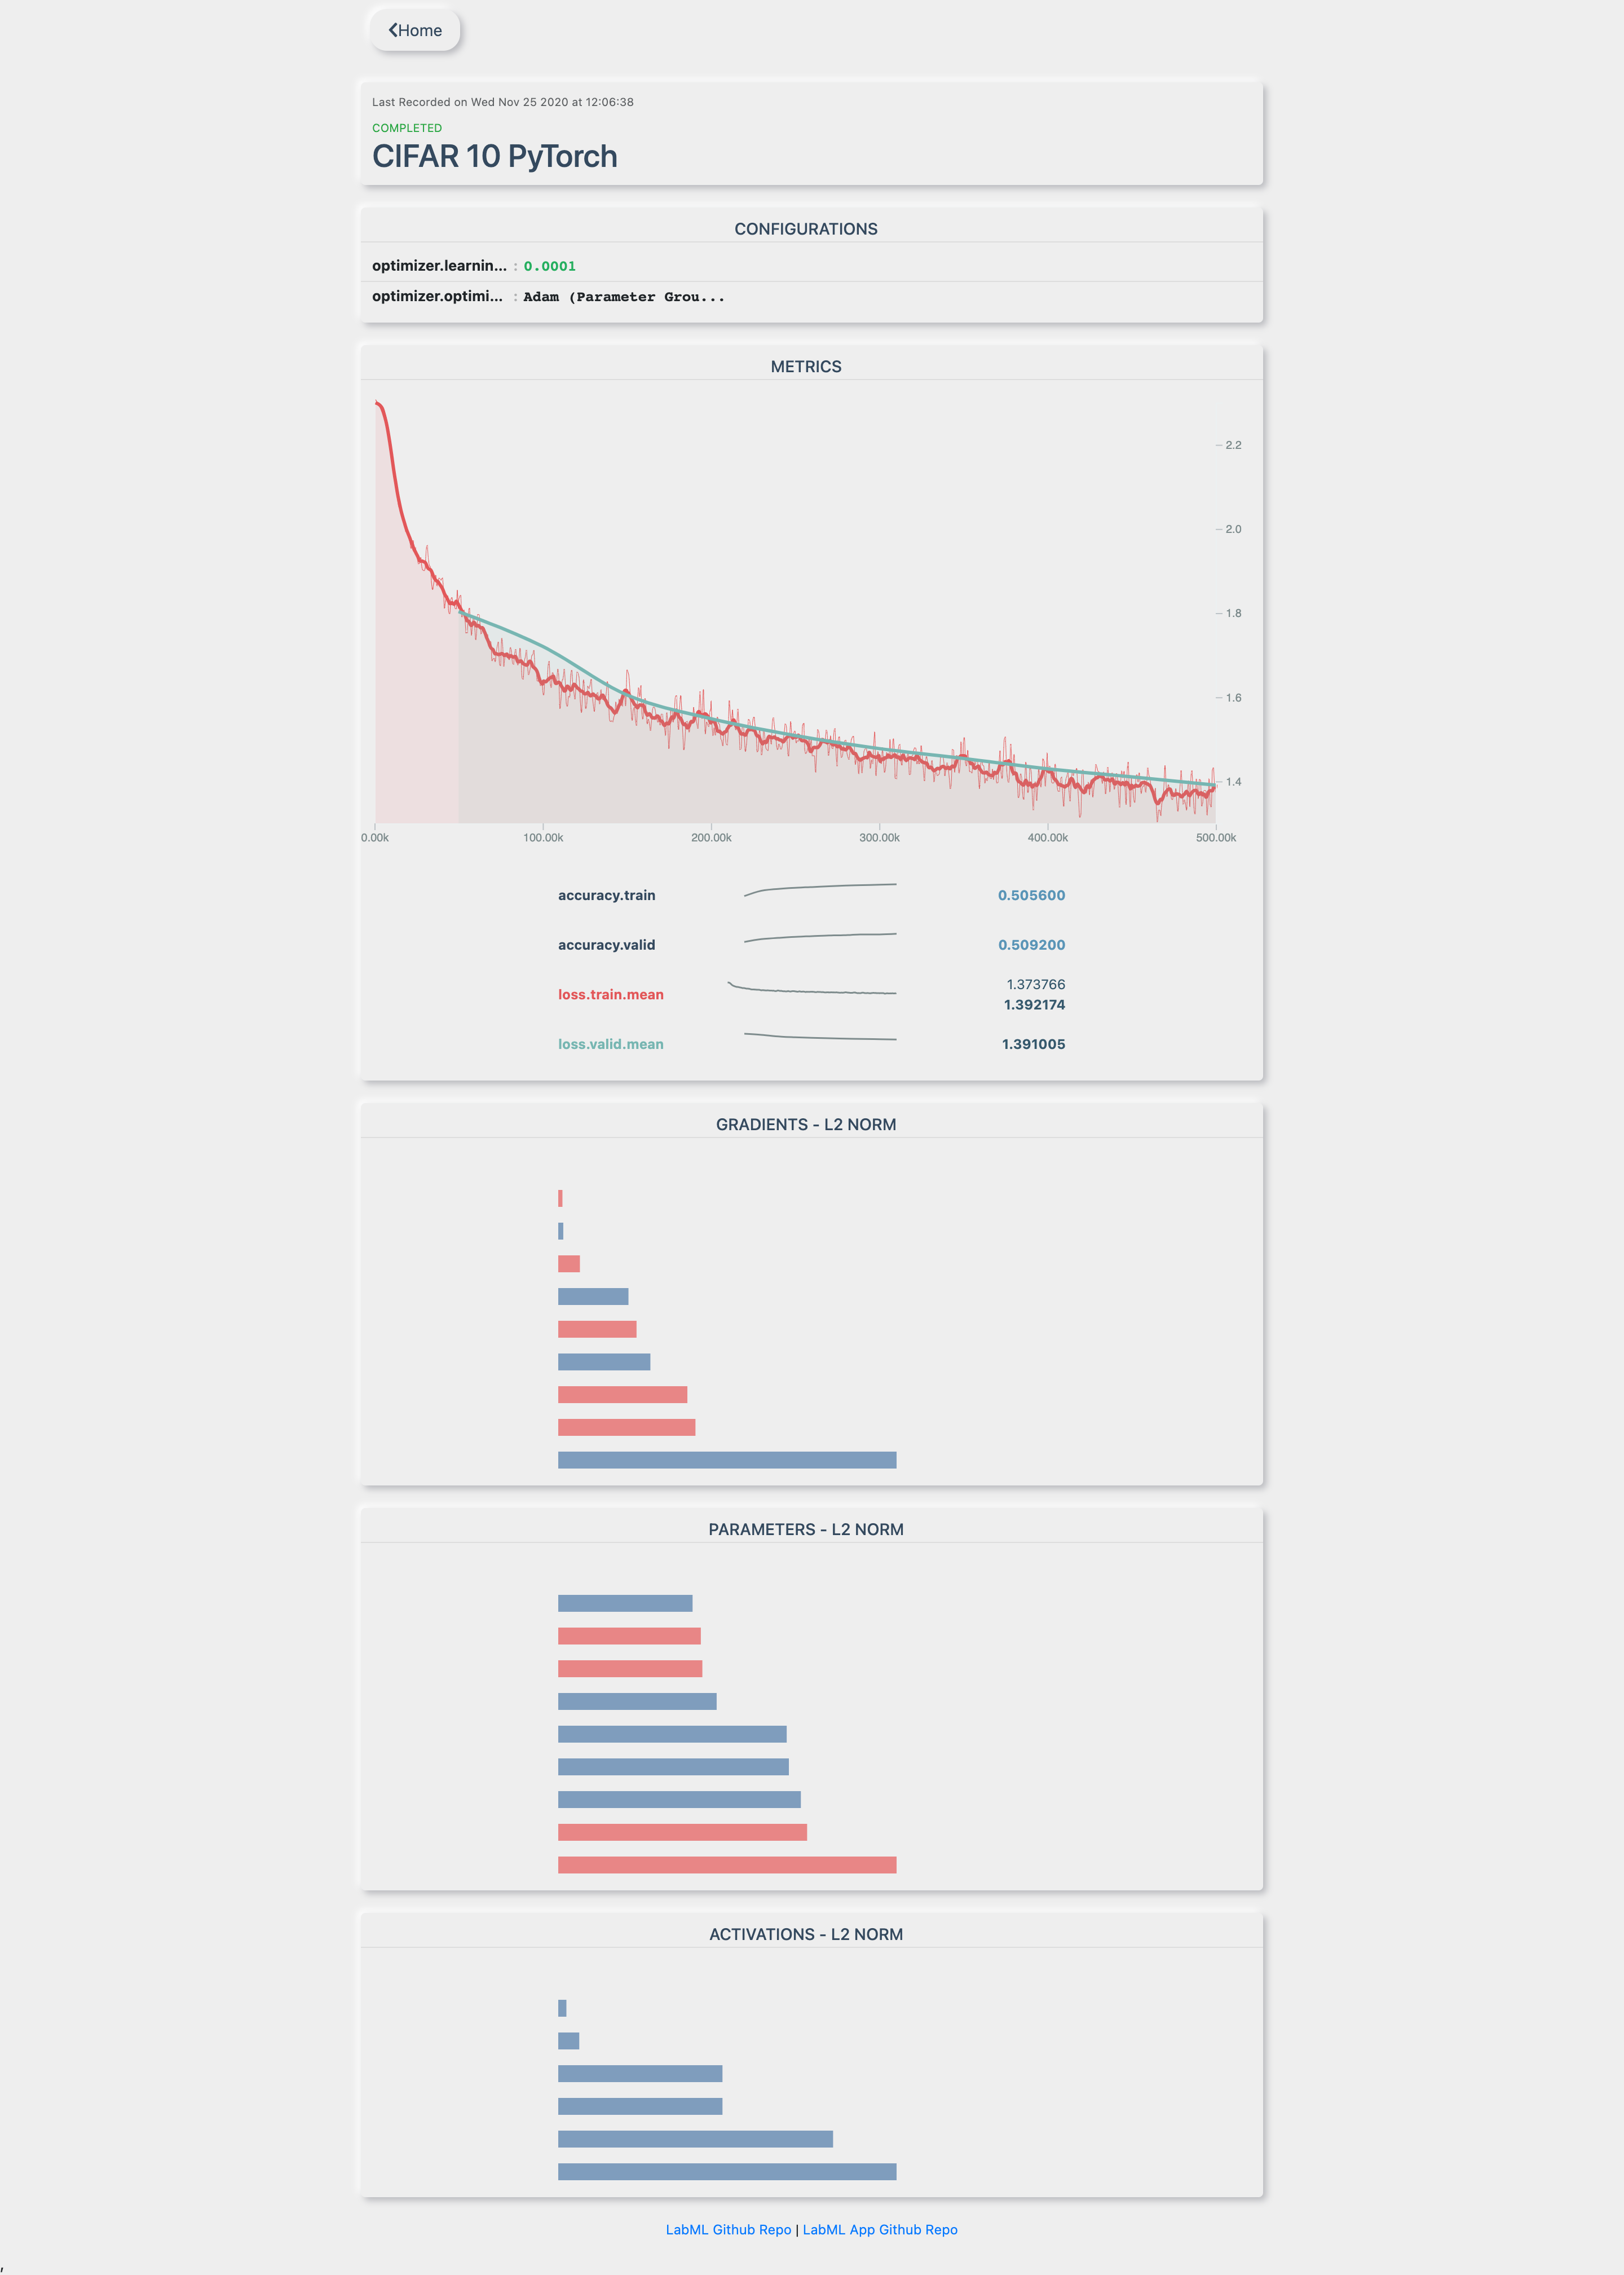 Home
Last Recorded on Wed Nov 25 2020 at 12:06:38
COMPLETED
CIFAR 10 PyTorch
CONFIGURATIONS
optimizer.learnin... : 0.0001
optimizer.optimi... : Adam (Parameter Grou...
METRICS
2.2
2.0
1.8
1.6
1.4
0.00k 100.00k 200.00k 300.00k 400.00k 500.00k
accuracy.train 0.505600
accuracy.valid 0.509200
loss.train.mean 1.373766
1.392174
loss.valid.mean 1.391005
GRADIENTS - L2 NORM
PARAMETERS - L2 NORM
ACTIVATIONS - L2 NORM
LabML Github Repo | LabML App Github Repo
,